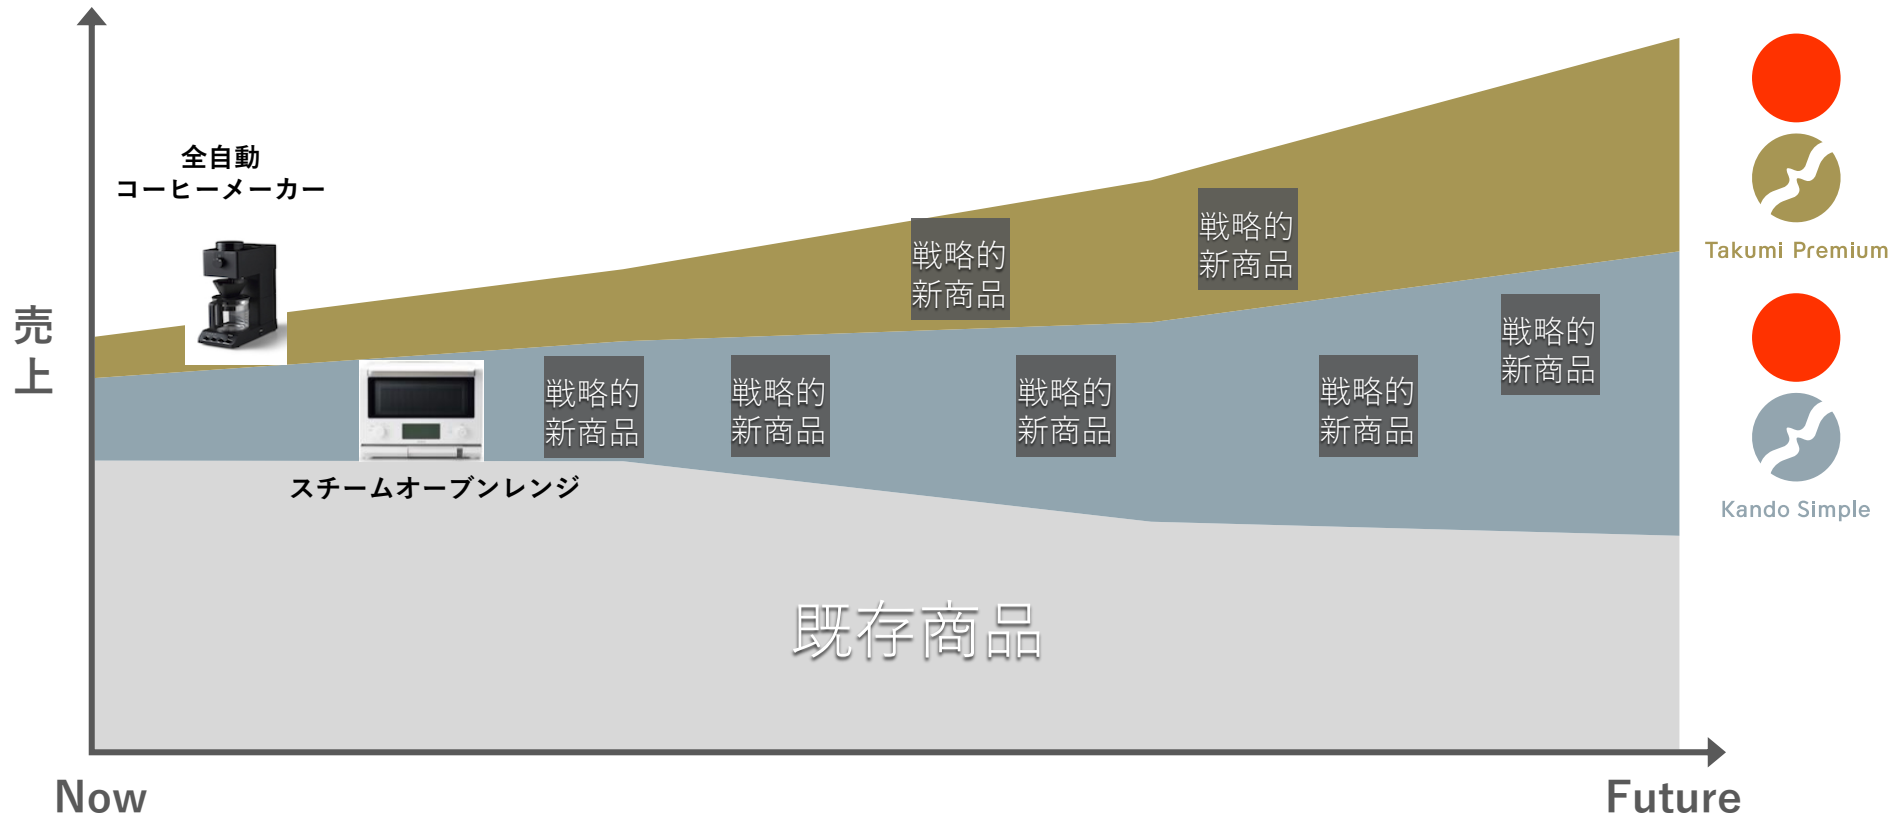 全自動
コーヒーメーカー
売
上
戦略的
新商品
戦略的
新商品
Takumi Premium
戦略的
新商品
戦略的
新商品
戦略的
新商品
戦略的
新商品
戦略的
新商品
スチームオーブンレンジ
Kando Simple
既存商品
Now
Future